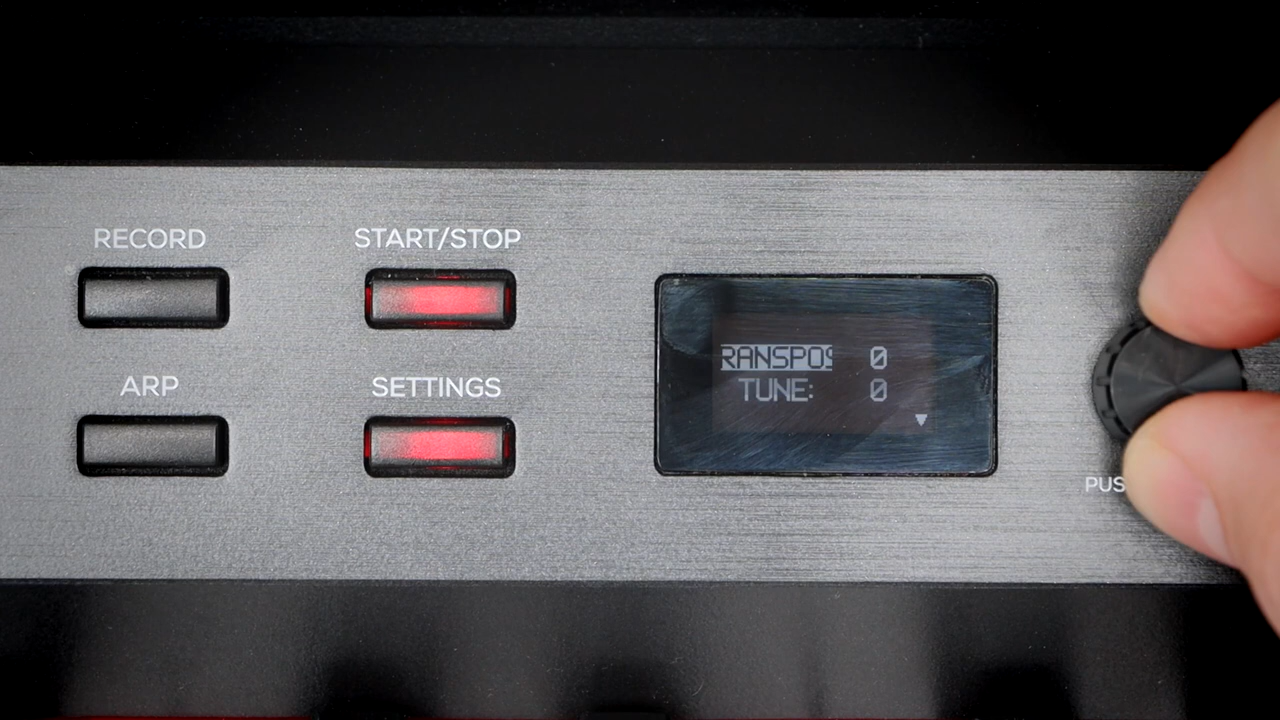 RECORD
START/STOP
ARP
SETTINGS
RANSPOS 0
TUNE: 0
PUS